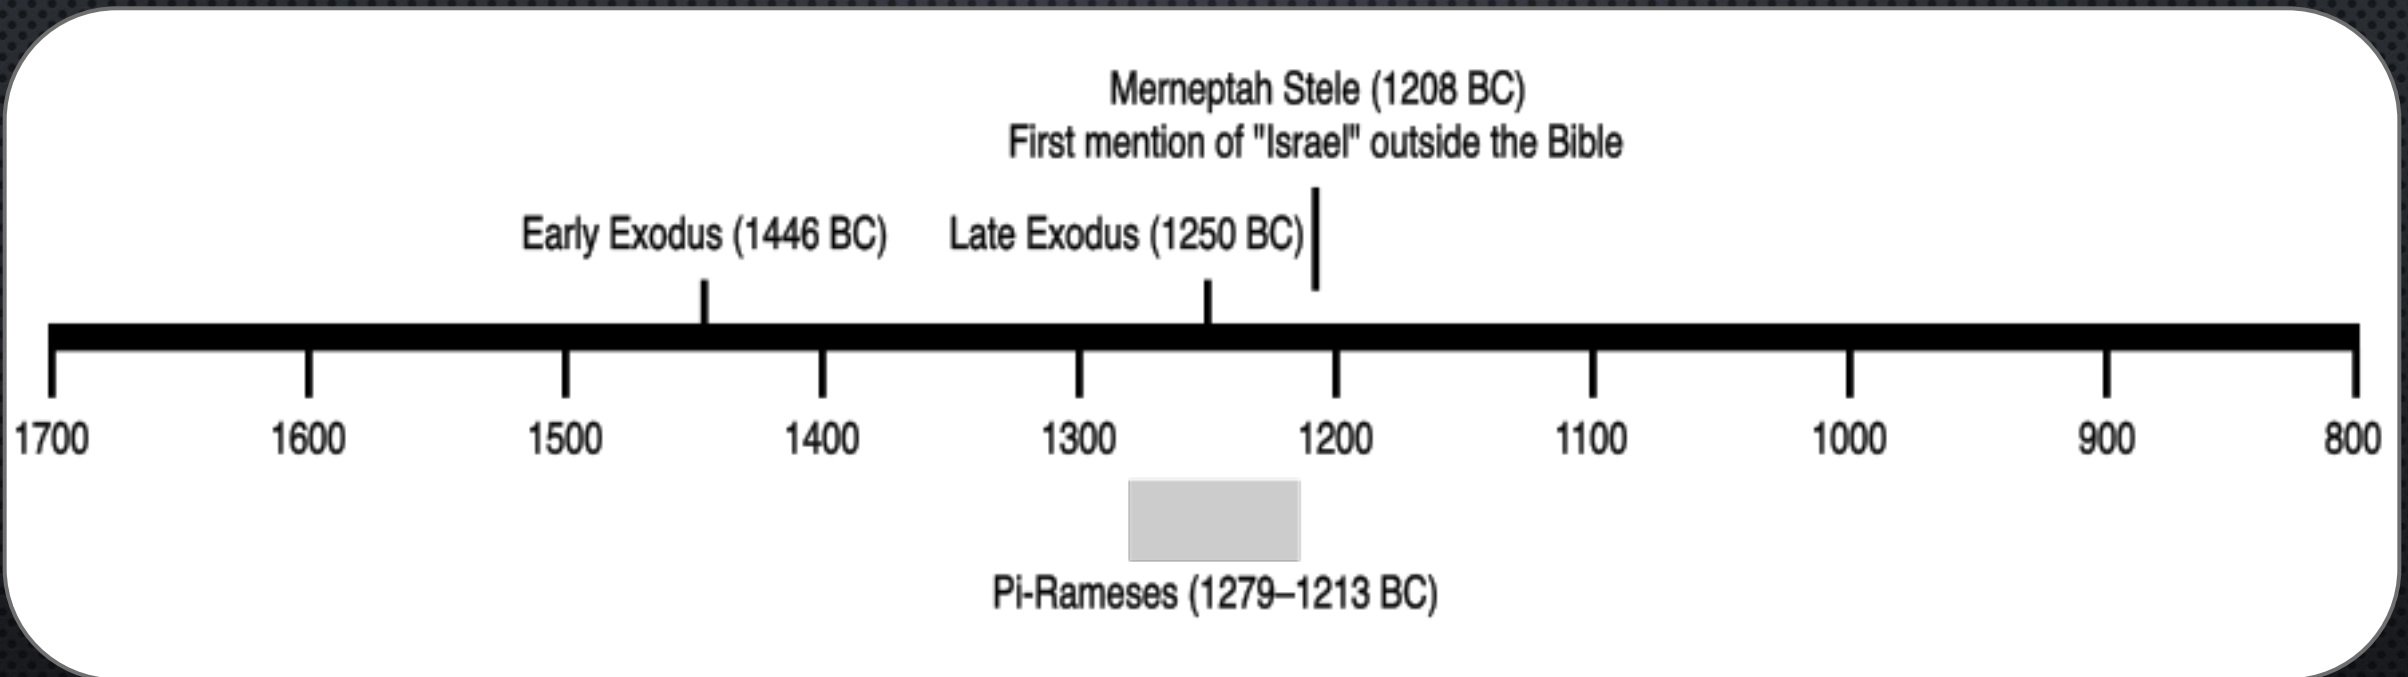 Merneptah Stele (1208 BC)
First mention of "Israel" outside the Bible
Early Exodus (1446 BC) Late Exodus (1250 BC)
1700 1600 1500 1400 1300 1200 1100 1000 900 800
Pi-Rameses (1279–1213 BC)